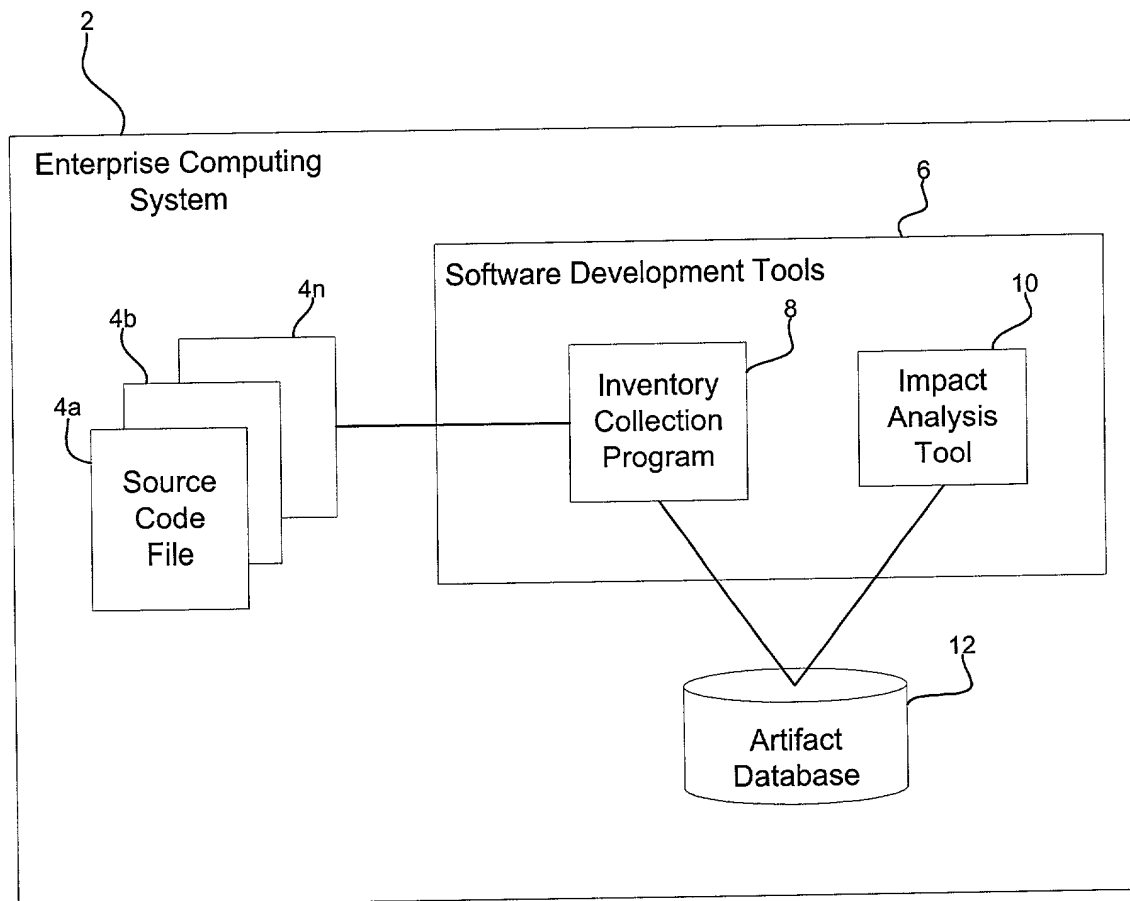 2
Enterprise Computing
System
6
Software Development Tools
4n
10
8
4b
Inventory
Collection
Program
Impact
Analysis
Tool
4a
Source
Code
File
12
Artifact
Database